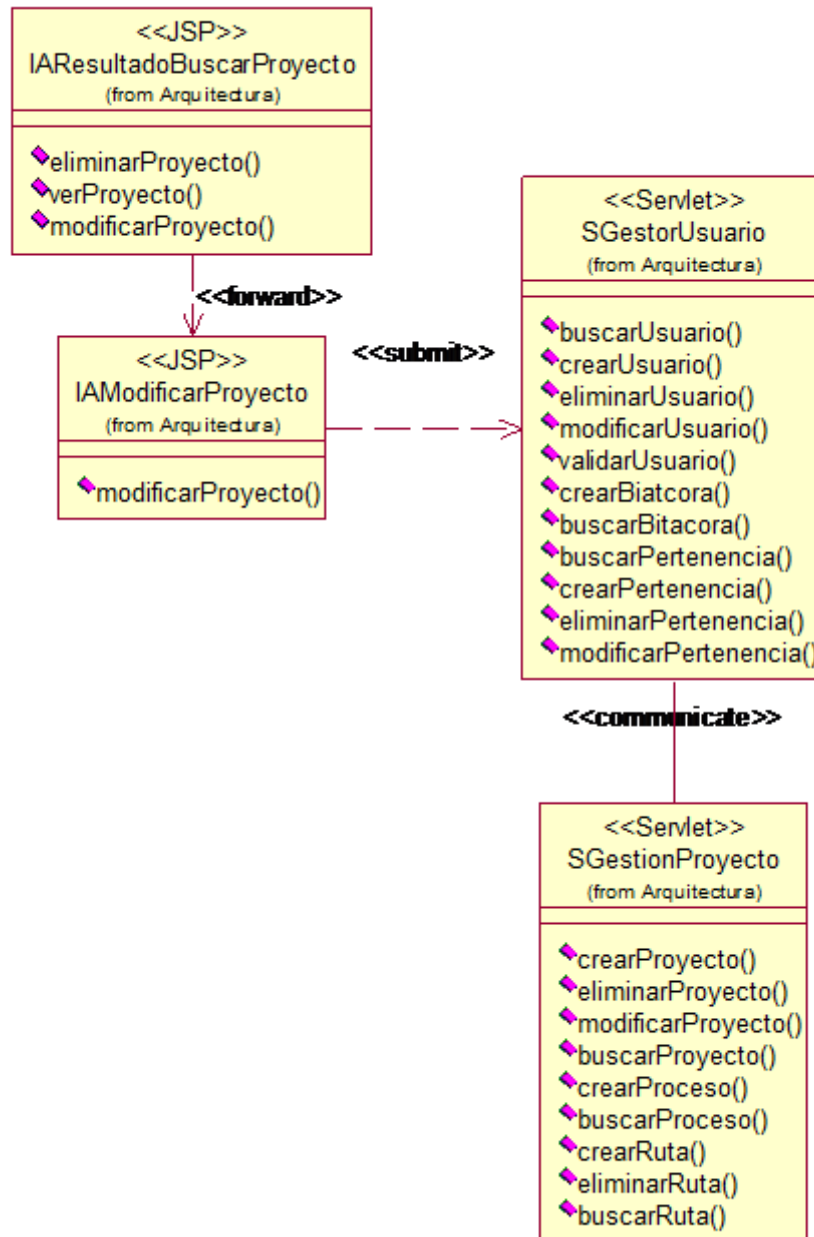 <<JSP>>
IAResultadoBuscarProyecto
(from Arquitectura)
eliminarProyecto()
verProyecto()
modificarProyecto()
<<forward>>
<<JSP>>
IAModificarProyecto
(from Arquitectura)
modificarProyecto()
<<submit>>
<<Servlet>>
SGestorUsuario
(from Arquitectura)
buscarUsuario()
crearUsuario()
eliminarUsuario()
modificarUsuario()
validarUsuario()
crearBiatcora()
buscarBitacora()
buscarPertenencia()
crearPertenencia()
eliminarPertenencia()
modificarPertenencia()
<<communicate>>
<<Servlet>>
SGestionProyecto
(from Arquitectura)
crearProyecto()
eliminarProyecto()
modificarProyecto()
buscarProyecto()
crearProceso()
buscarProceso()
crearRuta()
eliminarRuta()
buscarRuta()